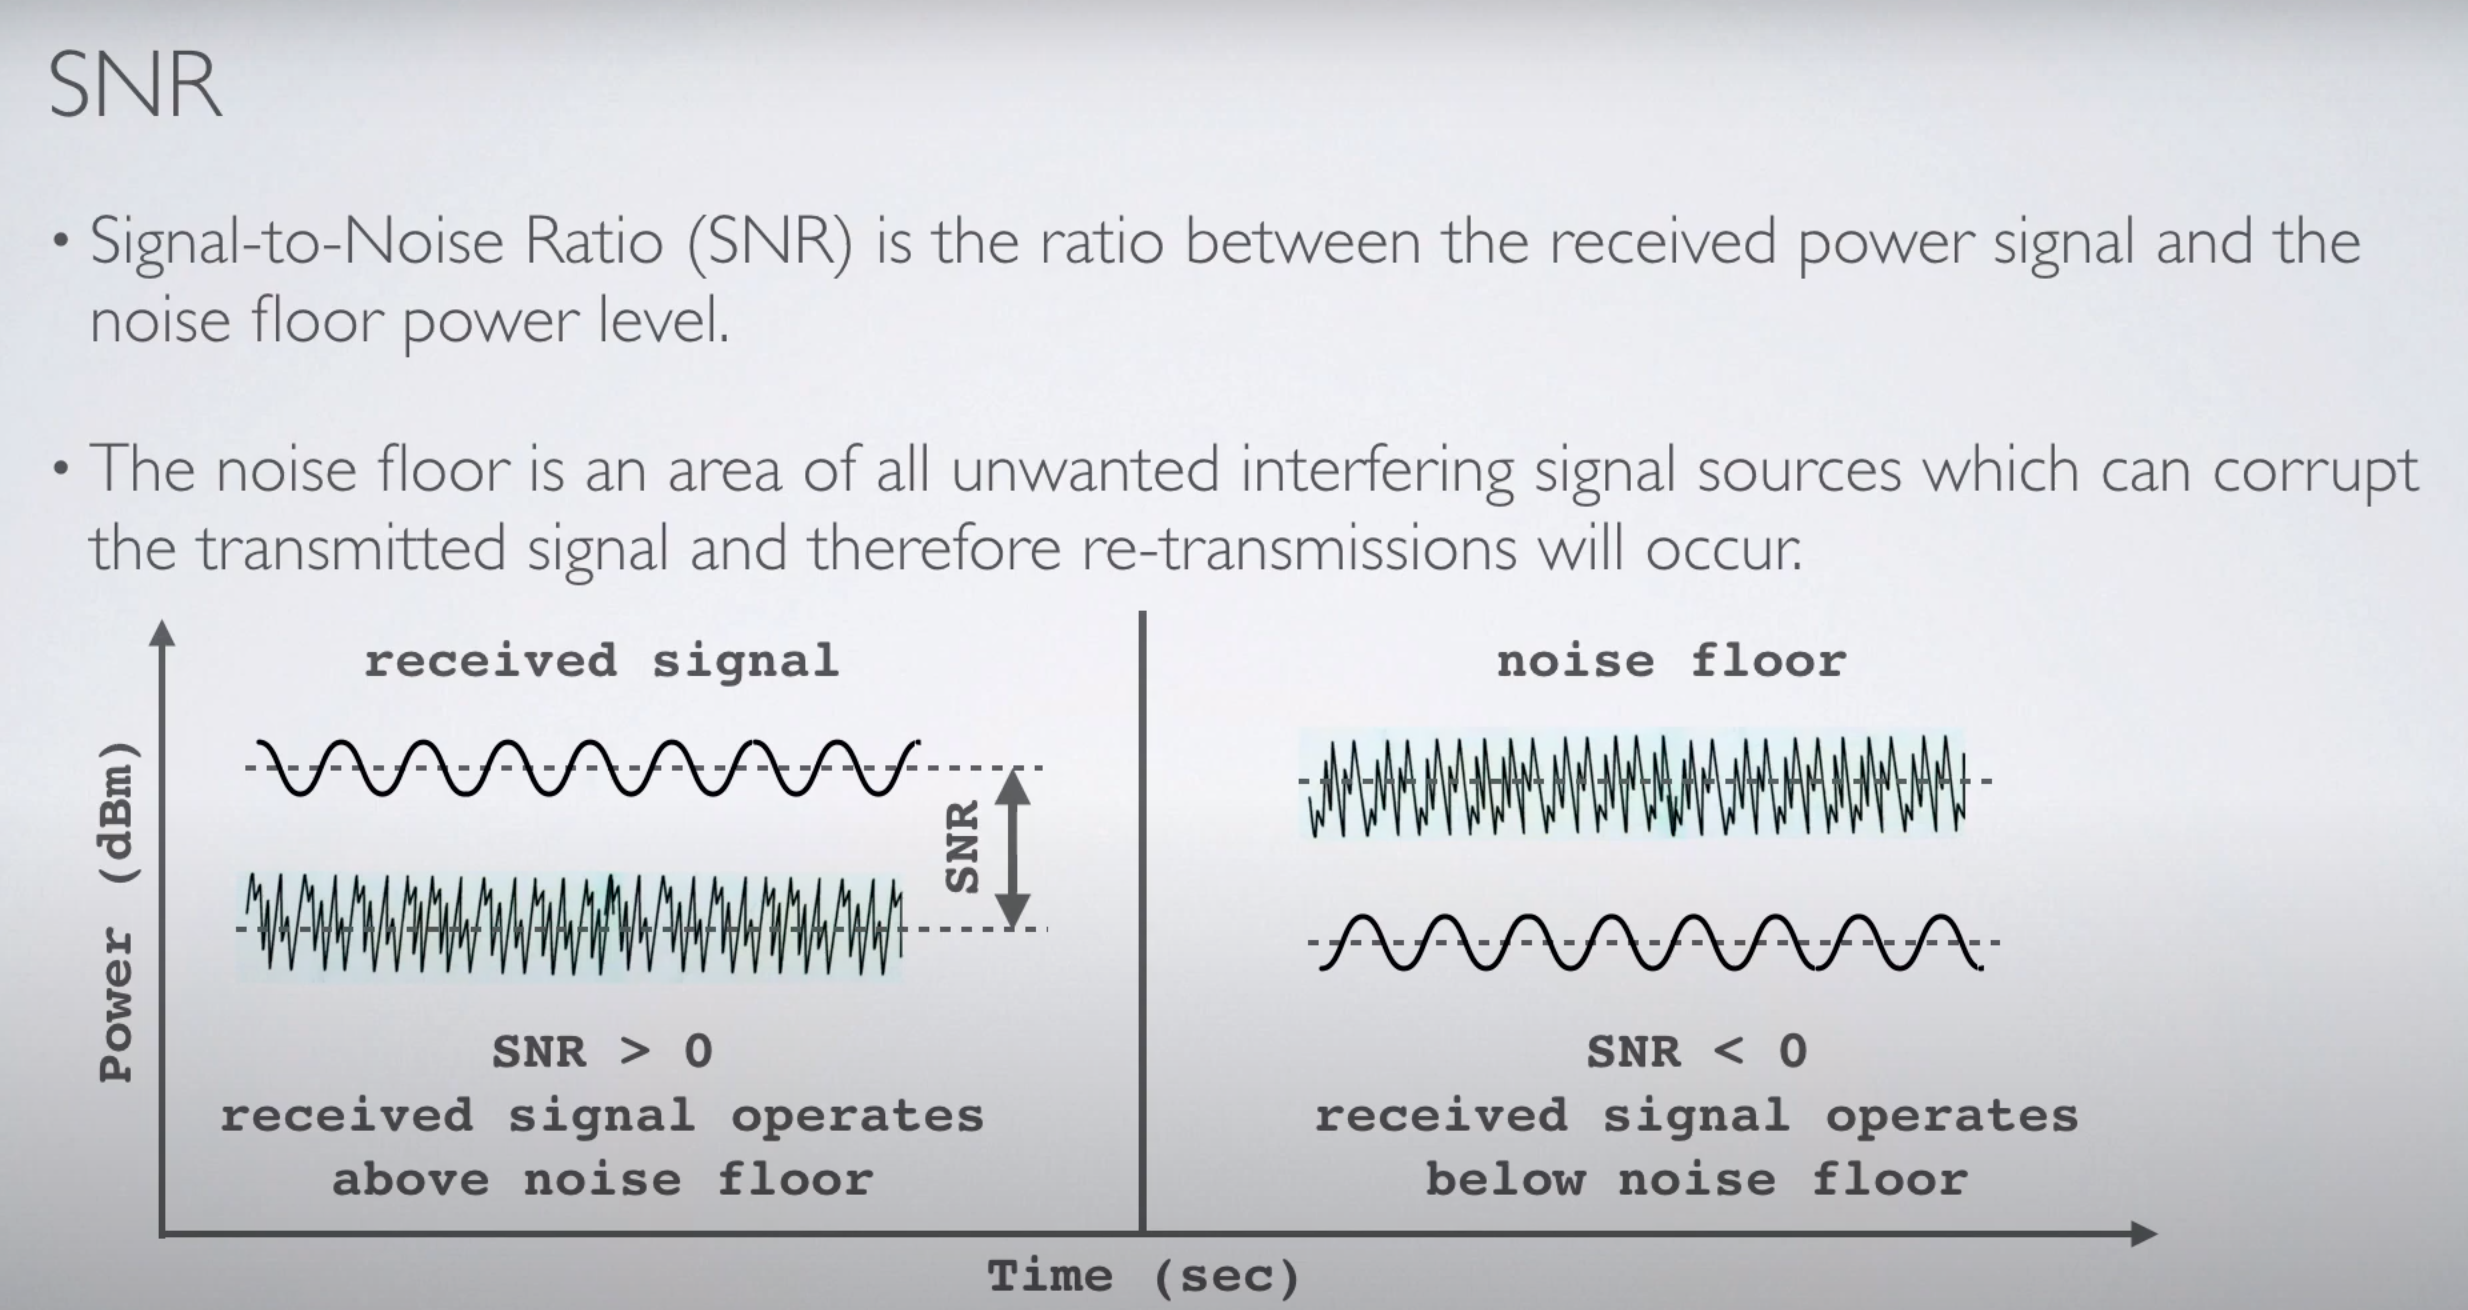 SNR
• Signal-to-Noise Ratio (SNR) is the ratio between the received power signal and the
noise floor power level.
• The noise floor is an area of all unwanted interfering signal sources which can corrupt
the transmitted signal and therefore re-transmissions will occur.
received signal
noise floor
Power (dBm)
SNR
SNR > 0
received signal operates
above noise floor
SNR < 0
received signal operates
below noise floor
Time (sec)